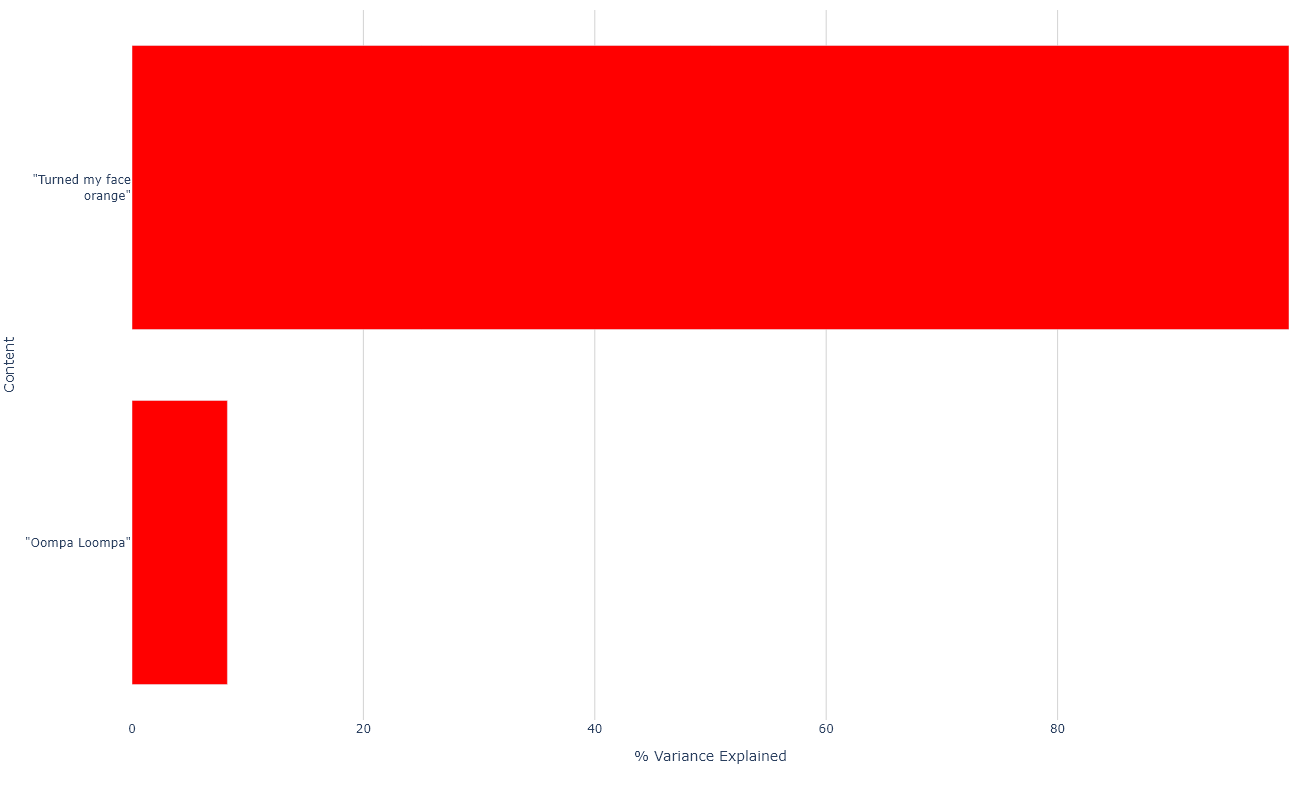 "Turned my face
orange"
Content
"Oompa Loompa"
0 20 40 60 80
% Variance Explained